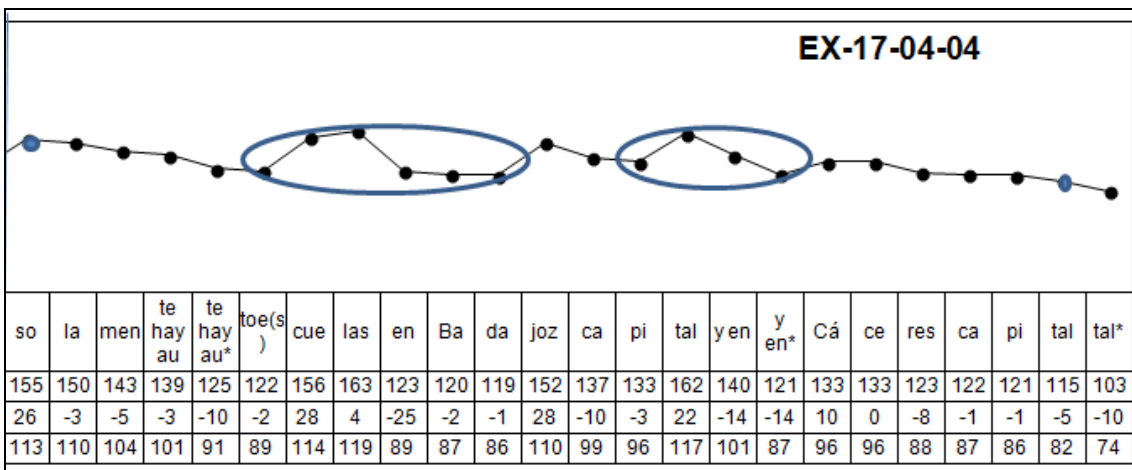 EX-17-04-04
so la men te hay au te hay au* toe(s) cue las en Ba da joz ca pi tal y en y en* Cá ce res ca pi tal tal*
155 150 143 139 125 122 156 163 123 120 119 152 137 133 162 140 121 133 133 123 122 121 115 103
26 -3 -5 -3 -10 -2 28 4 -25 -2 -1 28 -10 -3 22 -14 -14 10 0 -8 -1 -1 -5 -10
113 110 104 101 91 89 114 119 89 87 86 110 99 96 117 101 87 96 96 88 87 86 82 74